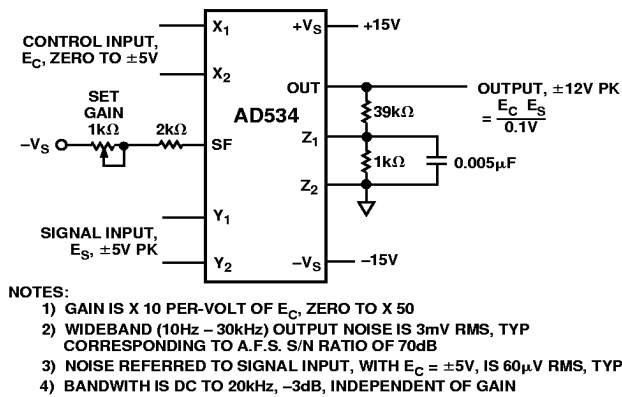 X1
+VS
+15V
CONTROL INPUT,
EC, ZERO TO ±5V
X2
OUT
OUTPUT, ±12V PK
= EC ES
0.1V
SET
GAIN
1kΩ
2kΩ
AD534
39kΩ
–VS
SF
Z1
1kΩ
0.005µF
Z2
Y1
SIGNAL INPUT,
ES, ±5V PK
Y2
–VS
–15V
NOTES:
1) GAIN IS X 10 PER-VOLT OF EC, ZERO TO X 50
2) WIDEBAND (10Hz – 30kHz) OUTPUT NOISE IS 3mV RMS, TYP
CORRESPONDING TO A.F.S. S/N RATIO OF 70dB
3) NOISE REFERRED TO SIGNAL INPUT, WITH EC = ±5V, IS 60µV RMS, TYP
4) BANDWITH IS DC TO 20kHz, –3dB, INDEPENDENT OF GAIN